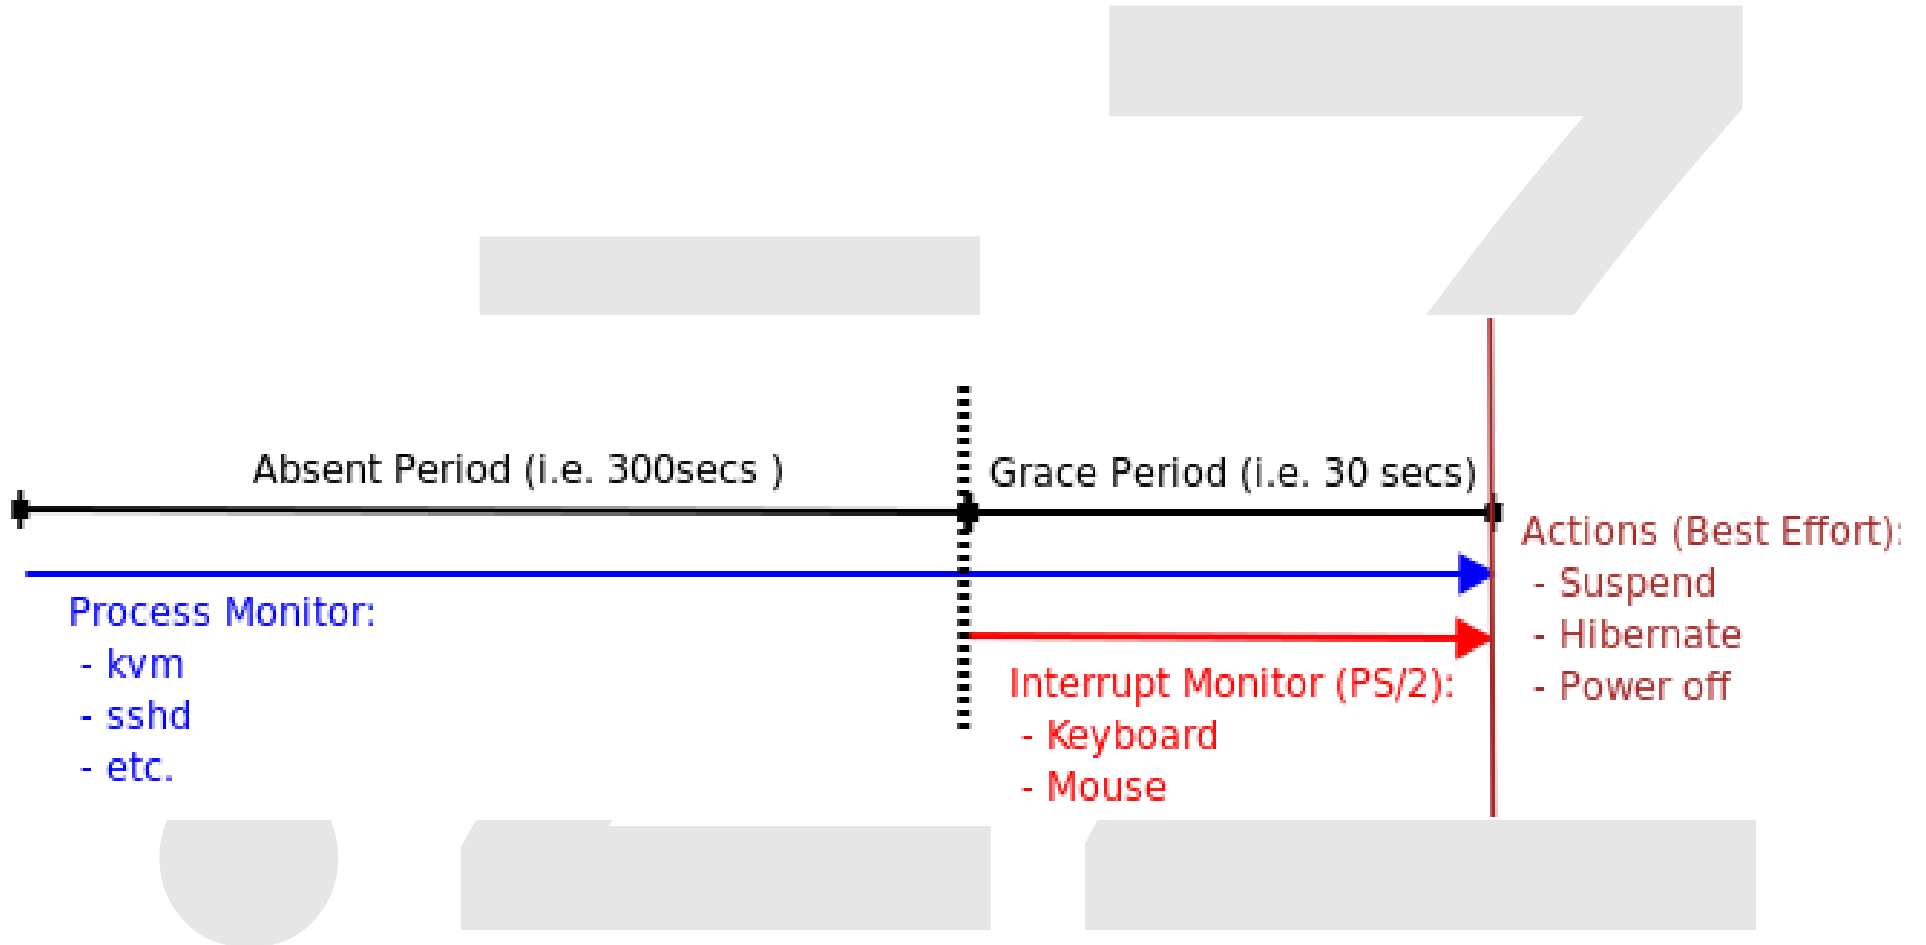 Absent Period (i.e. 300secs )
Grace Period (i.e. 30 secs)
Actions (Best Effort):
- Suspend
- Hibernate
- Power off
Process Monitor:
- kvm
- sshd
- etc.
Interrupt Monitor (PS/2):
- Keyboard
- Mouse